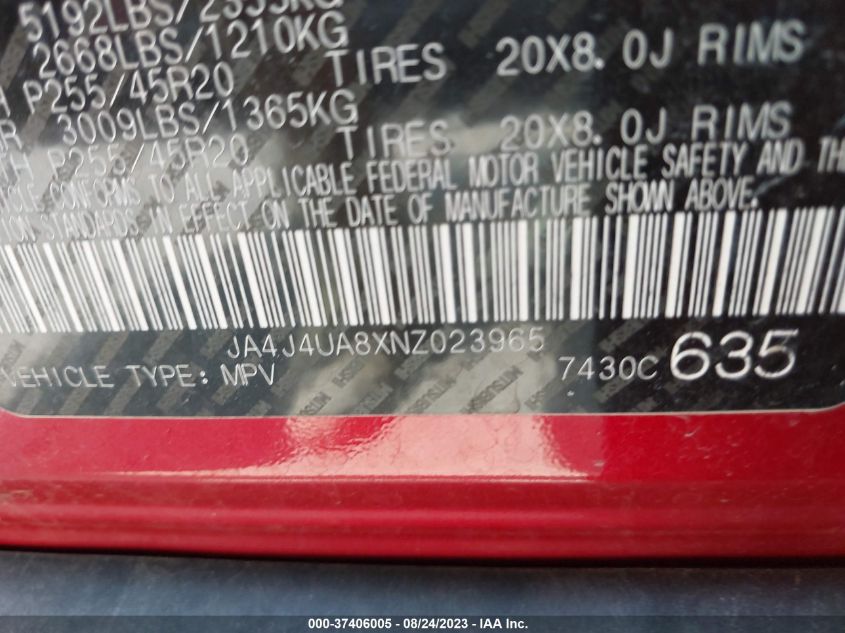 5192LBS/2355KG
2668LBS/1210KG
P255/45R20 TIRES 20X8.0J RIMS
3009LBS/1365KG
P255/45R20 TIRES 20X8.0J RIMS
CONFORMS TO ALL APPLICABLE FEDERAL MOTOR VEHICLE SAFETY AND
STANDARDS IN EFFECT ON THE DATE OF MANUFACTURE SHOWN ABOVE.
JA4J4UA8XNZ023965
VEHICLE TYPE: MPV 7430C 635
000-37406005 - 08/24/2023 - IAA Inc.